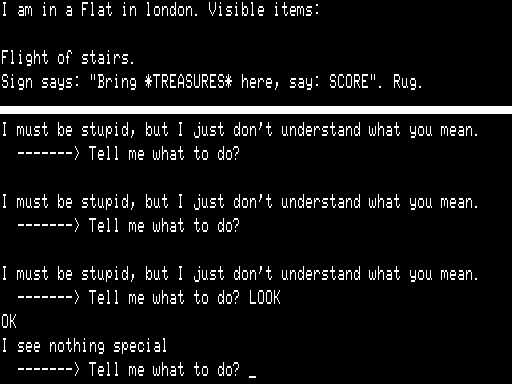 I am in a Flat in london. Visible items:
Flight of stairs.
Sign says: "Bring *TREASURES* here, say: SCORE". Rug.
I must be stupid, but I just don't understand what you mean.
-------> Tell me what to do?
I must be stupid, but I just don't understand what you mean.
-------> Tell me what to do?
I must be stupid, but I just don't understand what you mean.
-------> Tell me what to do? LOOK
OK
I see nothing special
-------> Tell me what to do? _